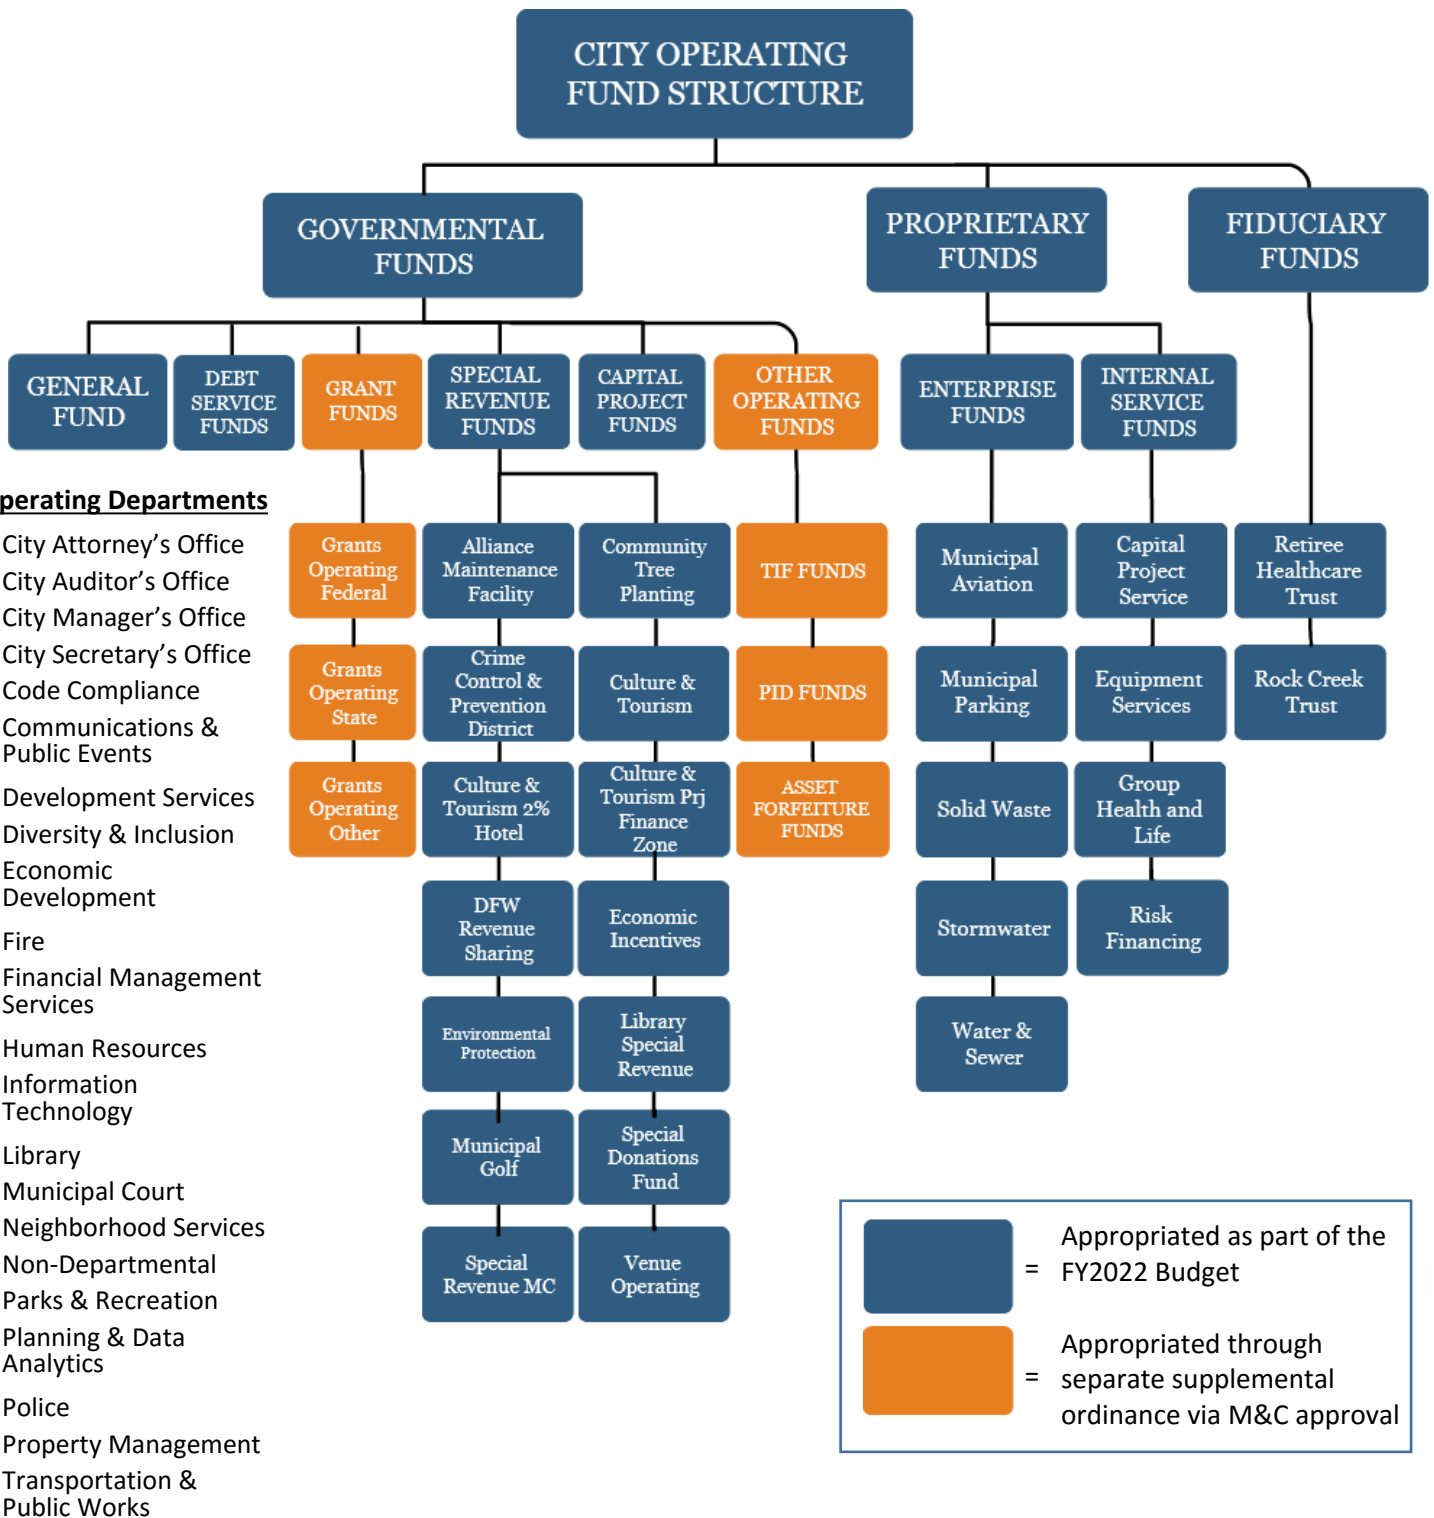 CITY OPERATING
FUND STRUCTURE
GOVERNMENTAL
FUNDS
PROPRIETARY
FUNDS
FIDUCIARY
FUNDS
GENERAL
FUND
DEBT
SERVICE
FUNDS
GRANT
FUNDS
SPECIAL
REVENUE
FUNDS
CAPITAL
PROJECT
FUNDS
OTHER
OPERATING
FUNDS
ENTERPRISE
FUNDS
INTERNAL
SERVICE
FUNDS
perating Departments
City Attorney’s Office
City Auditor’s Office
City Manager’s Office
City Secretary’s Office
Code Compliance
Communications &
Public Events
Development Services
Diversity & Inclusion
Economic
Development
Fire
Financial Management
Services
Human Resources
Information
Technology
Library
Municipal Court
Neighborhood Services
Non-Departmental
Parks & Recreation
Planning & Data
Analytics
Police
Property Management
Transportation &
Public Works
Grants
Operating
Federal
Grants
Operating
State
Grants
Operating
Other
Alliance
Maintenance
Facility
Crime
Control &
Prevention
District
Culture &
Tourism 2%
Hotel
DFW
Revenue
Sharing
Environmental
Protection
Municipal
Golf
Special
Revenue MC
Community
Tree
Planting
Culture &
Tourism
Culture &
Tourism Prj
Finance
Zone
Economic
Incentives
Library
Special
Revenue
Special
Donations
Fund
Venue
Operating
TIF FUNDS
PID FUNDS
ASSET
FORFEITURE
FUNDS
Municipal
Aviation
Municipal
Parking
Solid Waste
Stormwater
Water &
Sewer
Capital
Project
Service
Equipment
Services
Group
Health and
Life
Risk
Financing
Retiree
Healthcare
Trust
Rock Creek
Trust
Appropriated as part of the
= FY2022 Budget
Appropriated through
= separate supplemental
ordinance via M&C approval